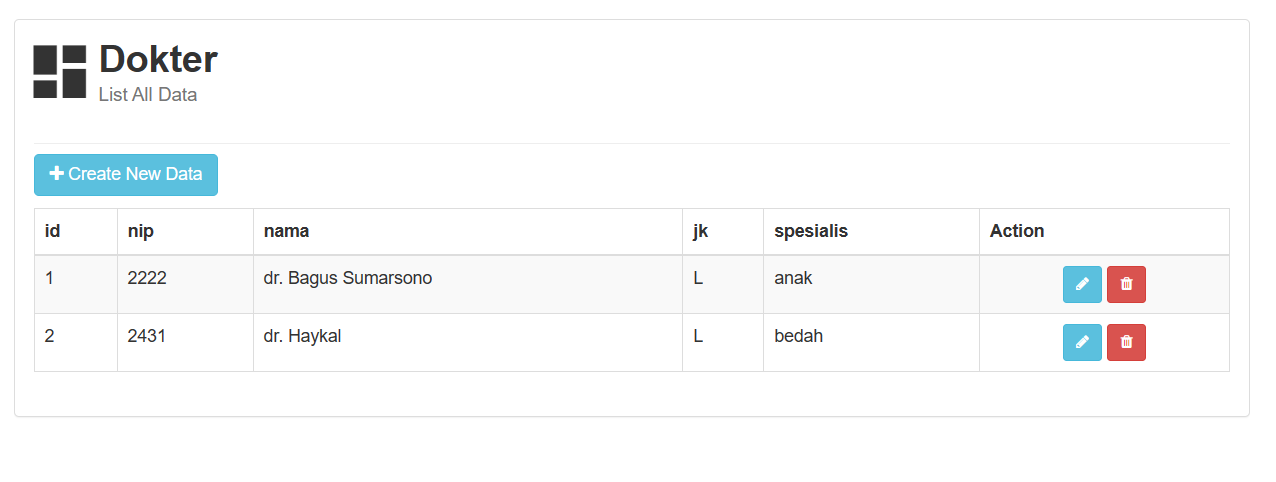 Dokter
List All Data
Create New Data
id nip nama jk spesialis Action
1 2222 dr. Bagus Sumarsono L anak
2 2431 dr. Haykal L bedah